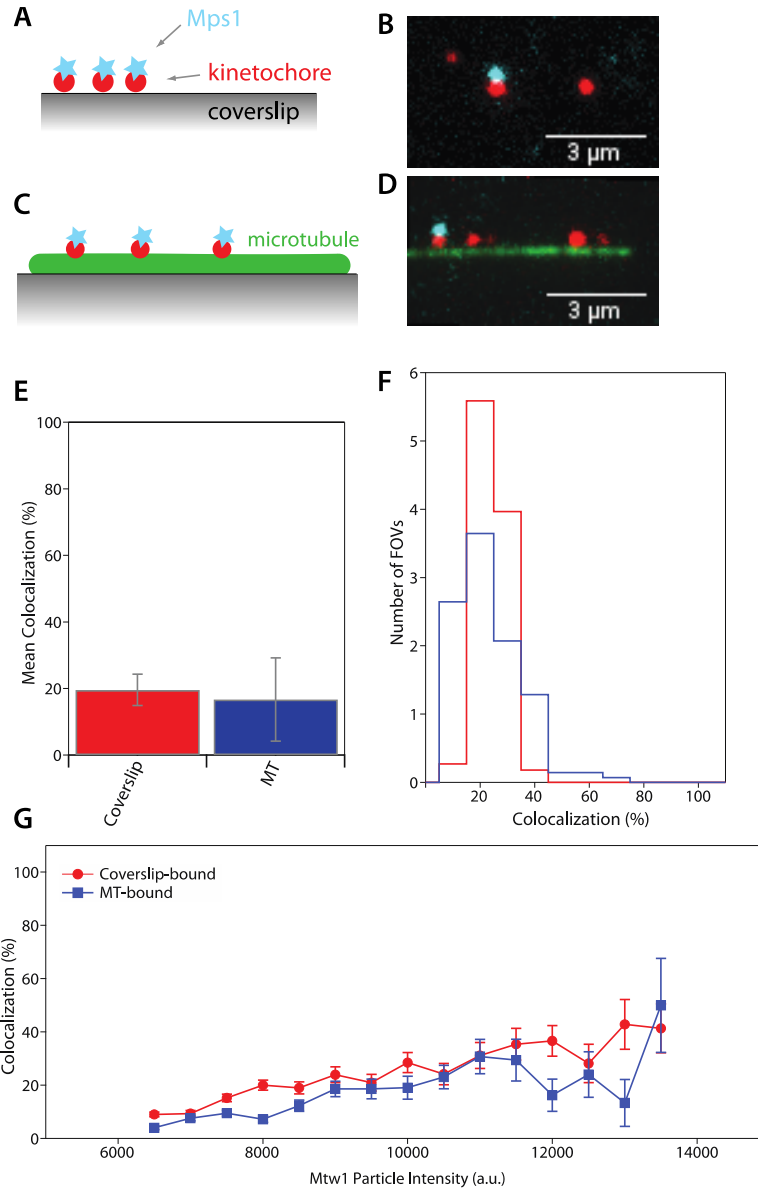 A
Mps1
kinetochore
coverslip
B
3 µm
C
microtubule
D
3 µm
E
Mean Colocalization (%)
100
80
60
40
20
0
Coverslip
MT
F
Number of FOVs
6
5
4
3
2
1
0
20
40
60
80
100
Colocalization (%)
G
Coverslip-bound
MT-bound
Colocalization (%)
100
80
60
40
20
0
6000
8000
10000
12000
14000
Mtw1 Particle Intensity (a.u.)